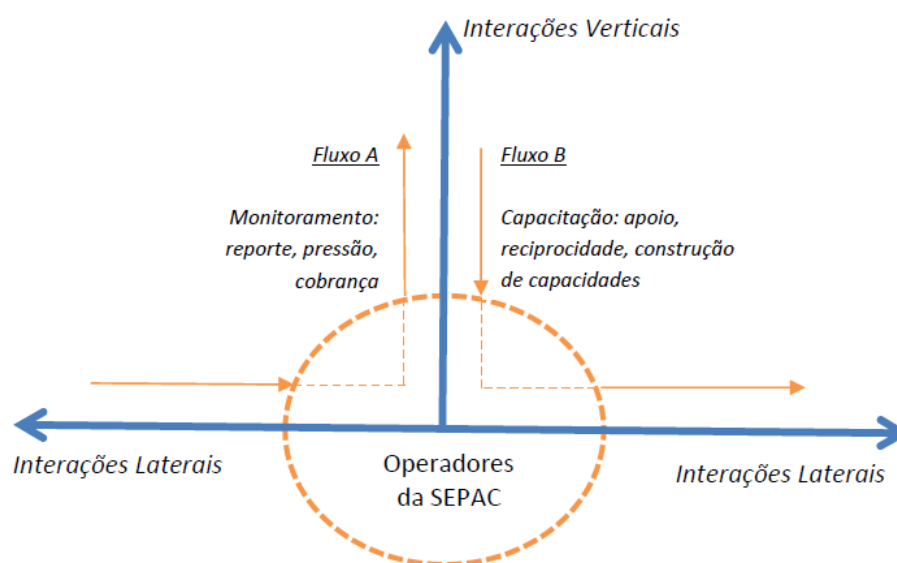 Interações Verticais
Fluxo A
Monitoramento:
reporte, pressão,
cobrança
Fluxo B
Capacitação: apoio,
reciprocidade, construção
de capacidades
Interações Laterais
Operadores
da SEPAC
Interações Laterais